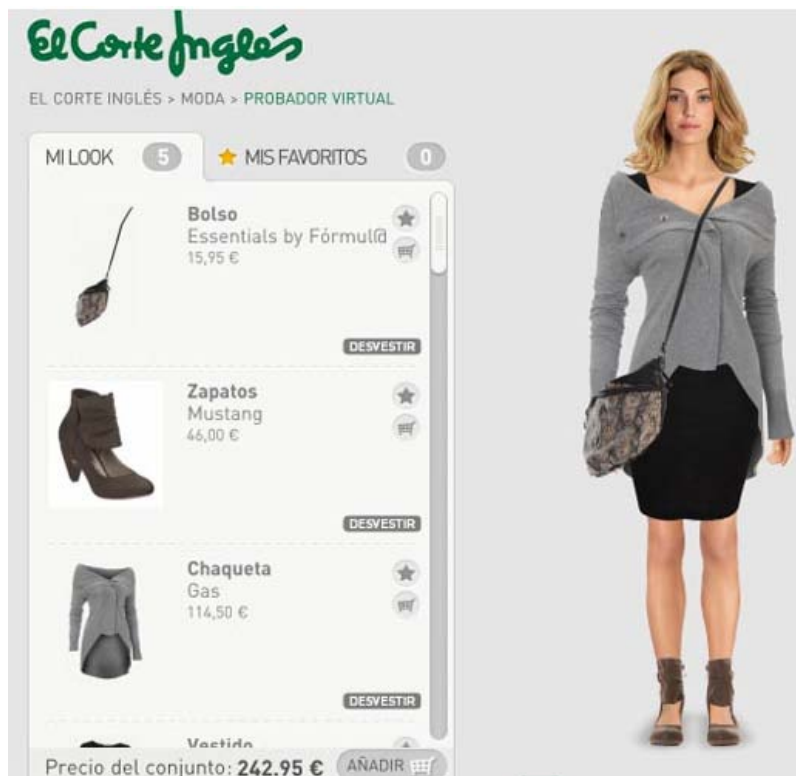 El Corte Inglés
EL CORTE INGLÉS > MODA > PROBADOR VIRTUAL
MI LOOK 5
MIS FAVORITOS 0
Bolso
Essentials by Fórmul@
15,95 €
DESVESTIR
Zapatos
Mustang
46,00 €
DESVESTIR
Chaqueta
Gas
114,50 €
DESVESTIR
Vestido
Precio del conjunto: 242,95 € AÑADIR